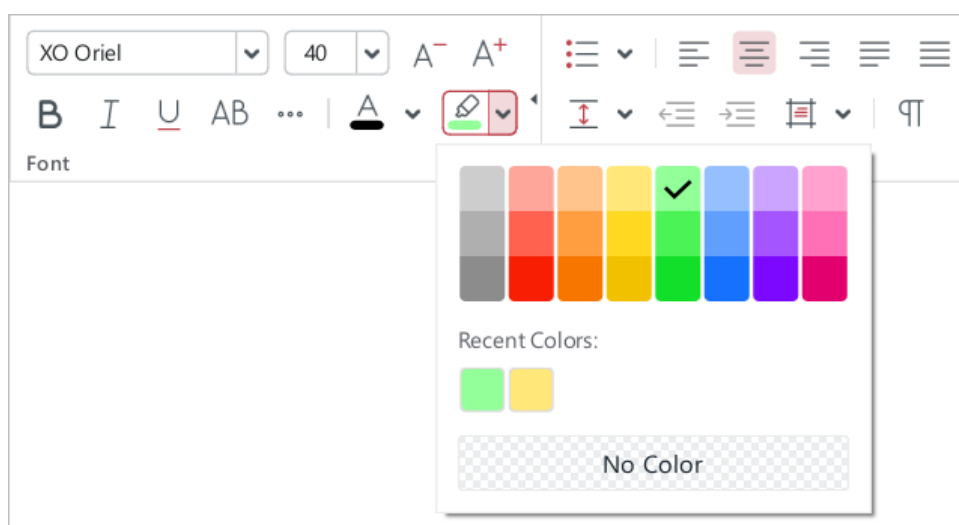 XO Oriel
40
A− A+
B I U AB A
Font
Recent Colors:
No Color